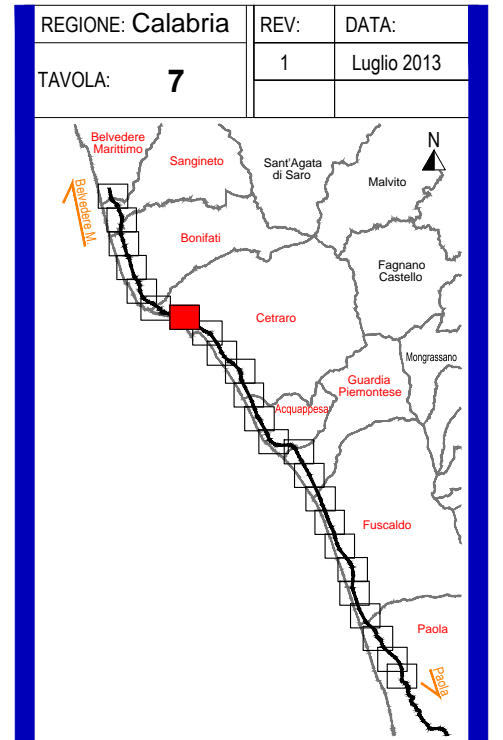 REGIONE: Calabria
REV:
DATA:
TAVOLA: 7
1
Luglio 2013
Belvedere
Marittimo
Sangineto
Sant'Agata
di Saro
Malvito
N
Belvedere M.
Bonifati
Fagnano
Castello
Cetraro
Mongrassano
Guardia
Piemontese
Acquappesa
Fuscaldo
Paola
Paola